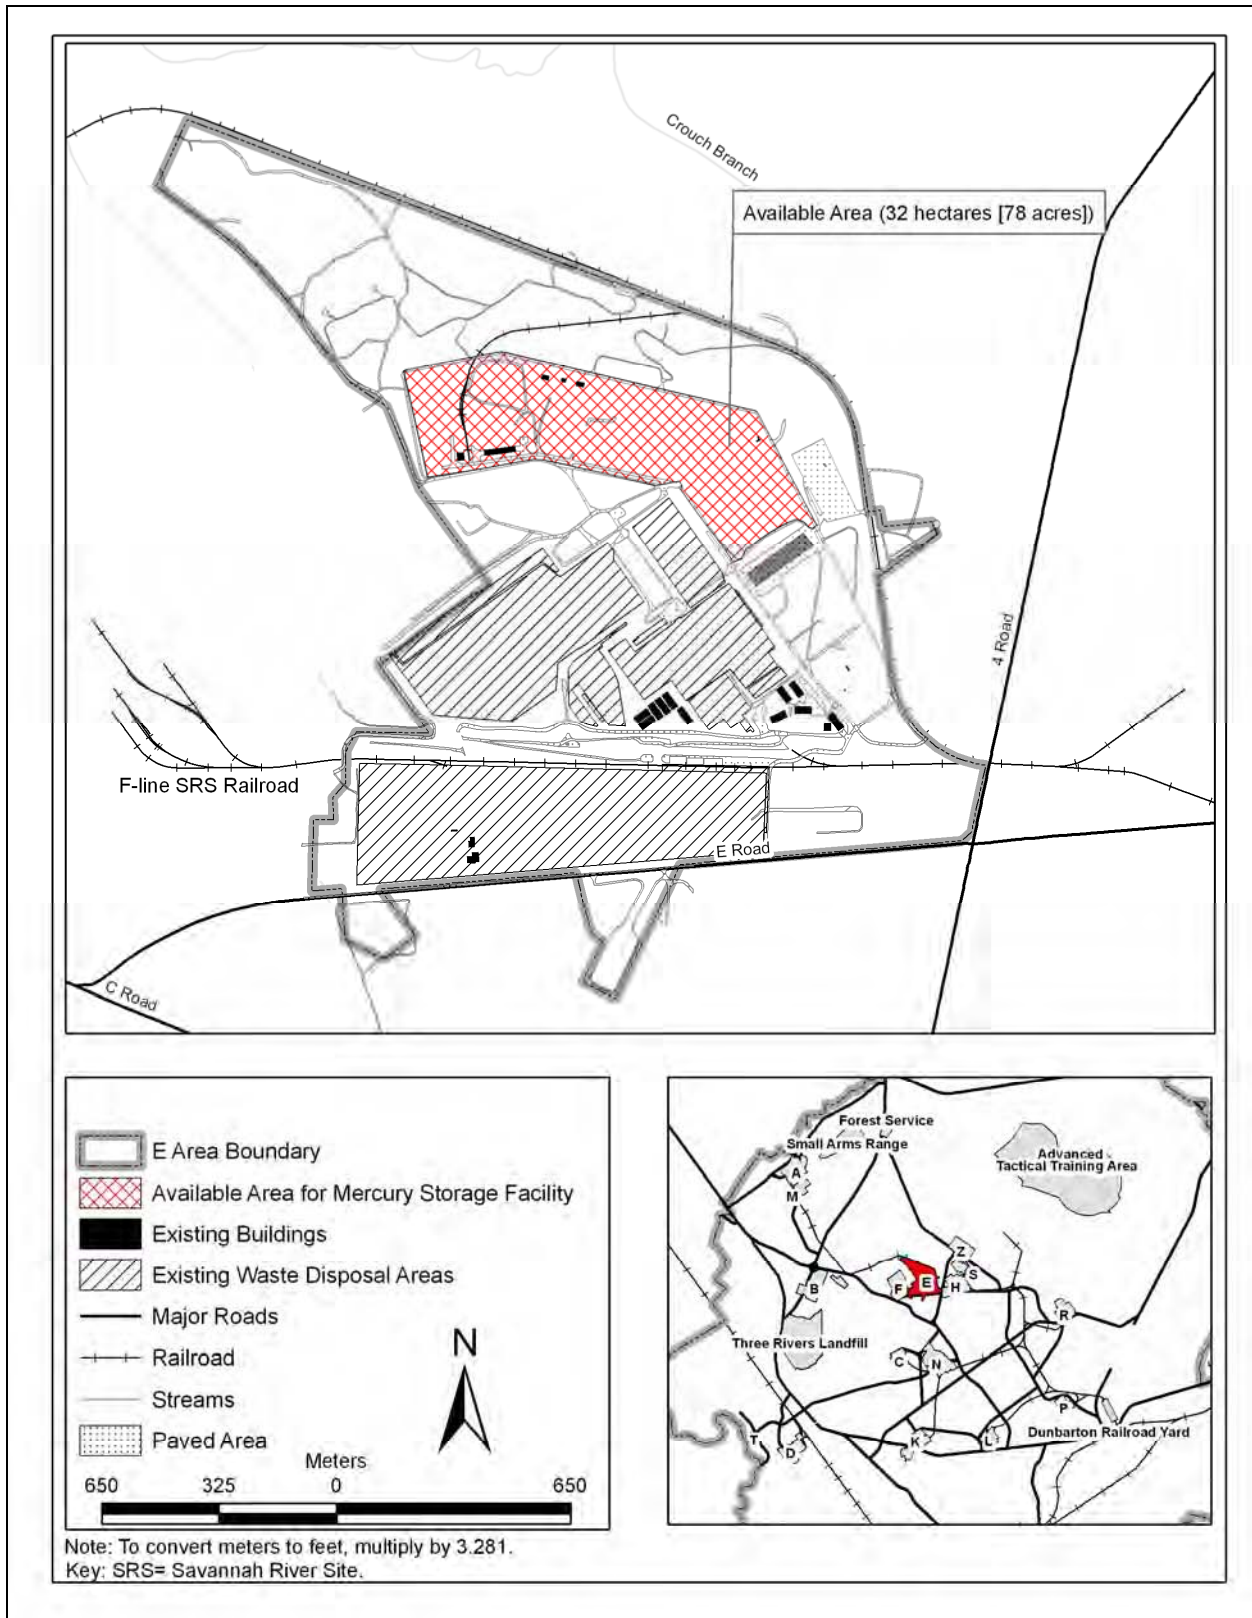 Crouch Branch
Available Area (32 hectares [78 acres])
4 Road
F-line SRS Railroad
E Road
C Road
E Area Boundary
Available Area for Mercury Storage Facility
Existing Buildings
Existing Waste Disposal Areas
Major Roads
Railroad
Streams
Paved Area
N
Meters
650 325 0 650
Forest Service
Small Arms Range
Advanced
Tactical Training Area
A
M
Z
S
B
F
E
H
R
Three Rivers Landfill
C
N
P
Dunbarton Railroad Yard
T
D
K
L
Note: To convert meters to feet, multiply by 3.281.
Key: SRS= Savannah River Site.